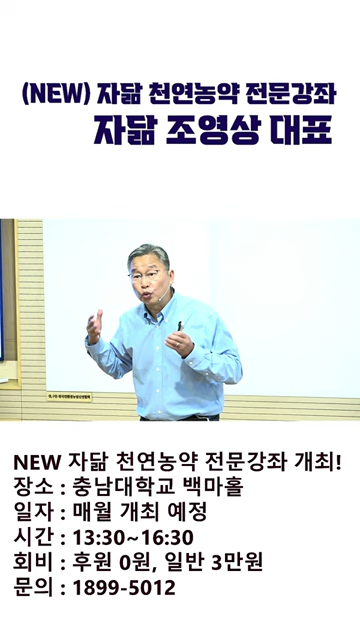 (NEW) 자닮 천연농약 전문강좌
자닮 조영상 대표
NEW 자닮 천연농약 전문강좌 개최!
장소 : 충남대학교 백마홀
일자 : 매월 개최 예정
시간 : 13:30~16:30
회비 : 후원 0원, 일반 3만원
문의 : 1899-5012